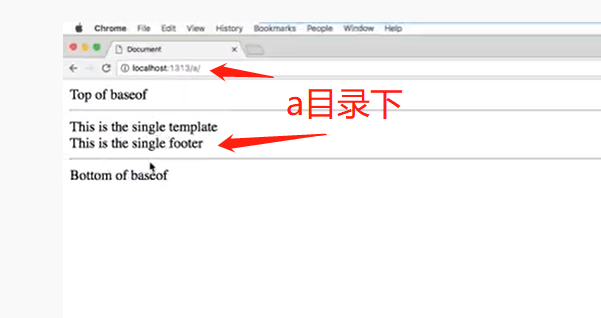 Chrome File Edit View History Bookmarks People Window Help
Document
localhost:1313/a/
a目录下
Top of baseof
This is the single template
This is the single footer
Bottom of baseof